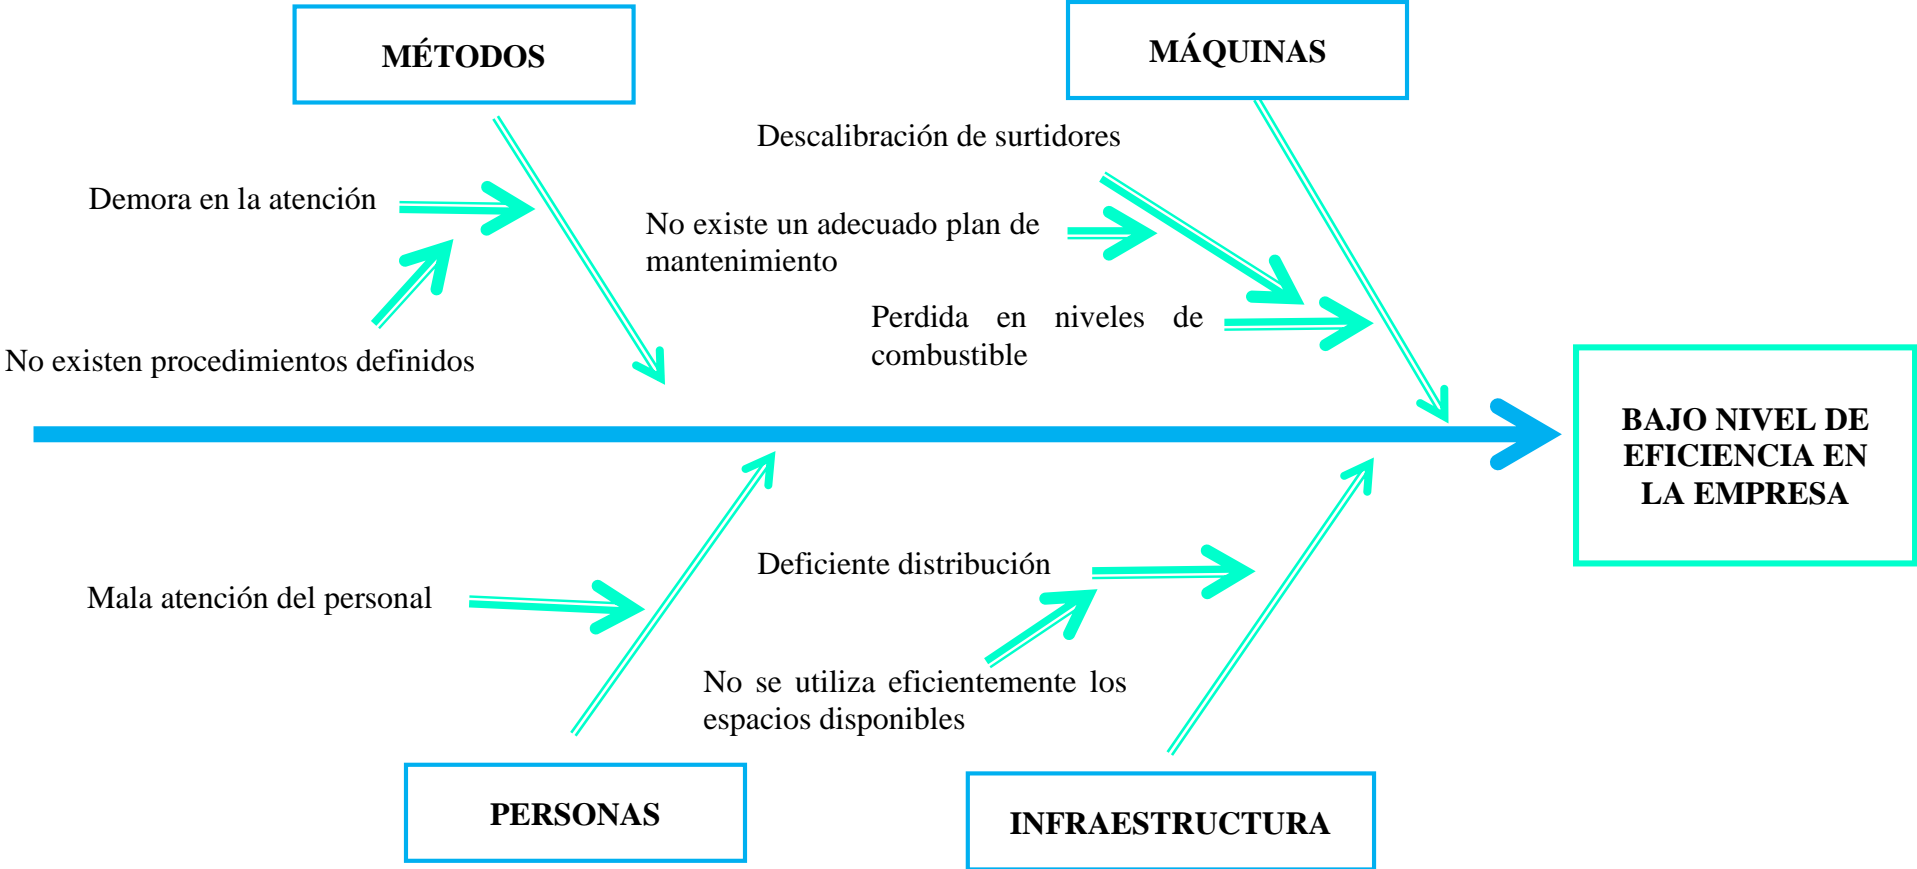 MÉTODOS
MÁQUINAS
Descalibración de surtidores
Demora en la atención
No existe un adecuado plan de
mantenimiento
Perdida en niveles de
combustible
No existen procedimientos definidos
BAJO NIVEL DE
EFICIENCIA EN
LA EMPRESA
Deficiente distribución
Mala atención del personal
No se utiliza eficientemente los
espacios disponibles
PERSONAS
INFRAESTRUCTURA